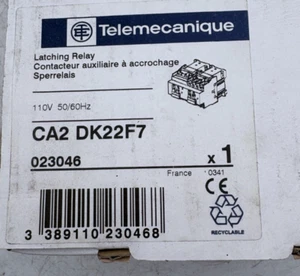 Telemecanique
Latching Relay
Contacteur auxiliaire à accrochage
Sperrelais
110V 50/60Hz
CA2 DK22F7
023046
x 1
France 0341
3 389110 230468
CE
RECYCLABLE